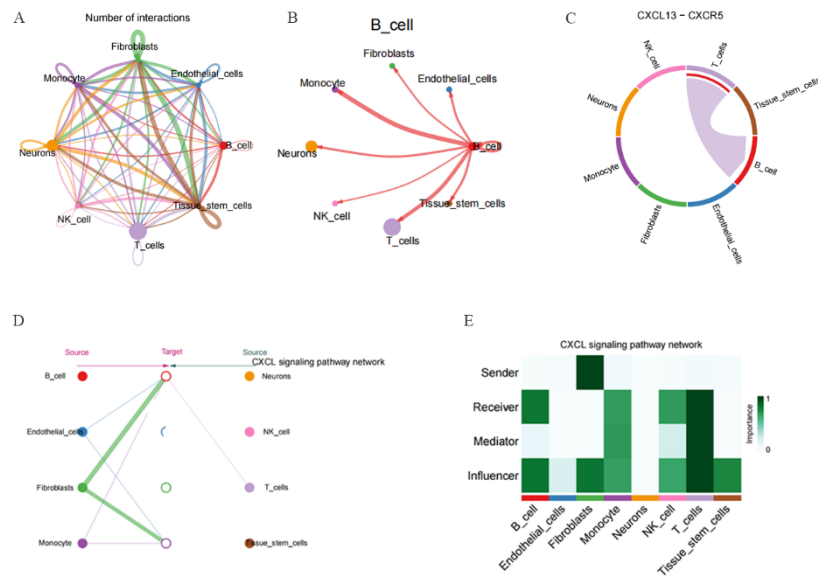 A
Number of interactions
Fibroblasts
Monocyte
Endothelial_cells
Neurons
B_cell
NK_cell
Tissue_stem_cells
T_cells
B
B_cell
Fibroblasts
Monocyte
Endothelial_cells
Neurons
B_cell
NK_cell
Tissue_stem_cells
T_cells
C
CXCL13 − CXCR5
NK_cell
T_cells
Neurons
Tissue_stem_cells
Monocyte
B_cell
Fibroblasts
Endothelial_cells
D
Source
Target
Source
CXCL signaling pathway network
B_cell
Neurons
Endothelial_cells
NK_cell
Fibroblasts
T_cells
Monocyte
Tissue_stem_cells
E
CXCL signaling pathway network
Sender
Receiver
Mediator
Influencer
1
Importance
0
B_cell
Endothelial_cells
Fibroblasts
Monocyte
Neurons
NK_cell
T_cells
Tissue_stem_cells